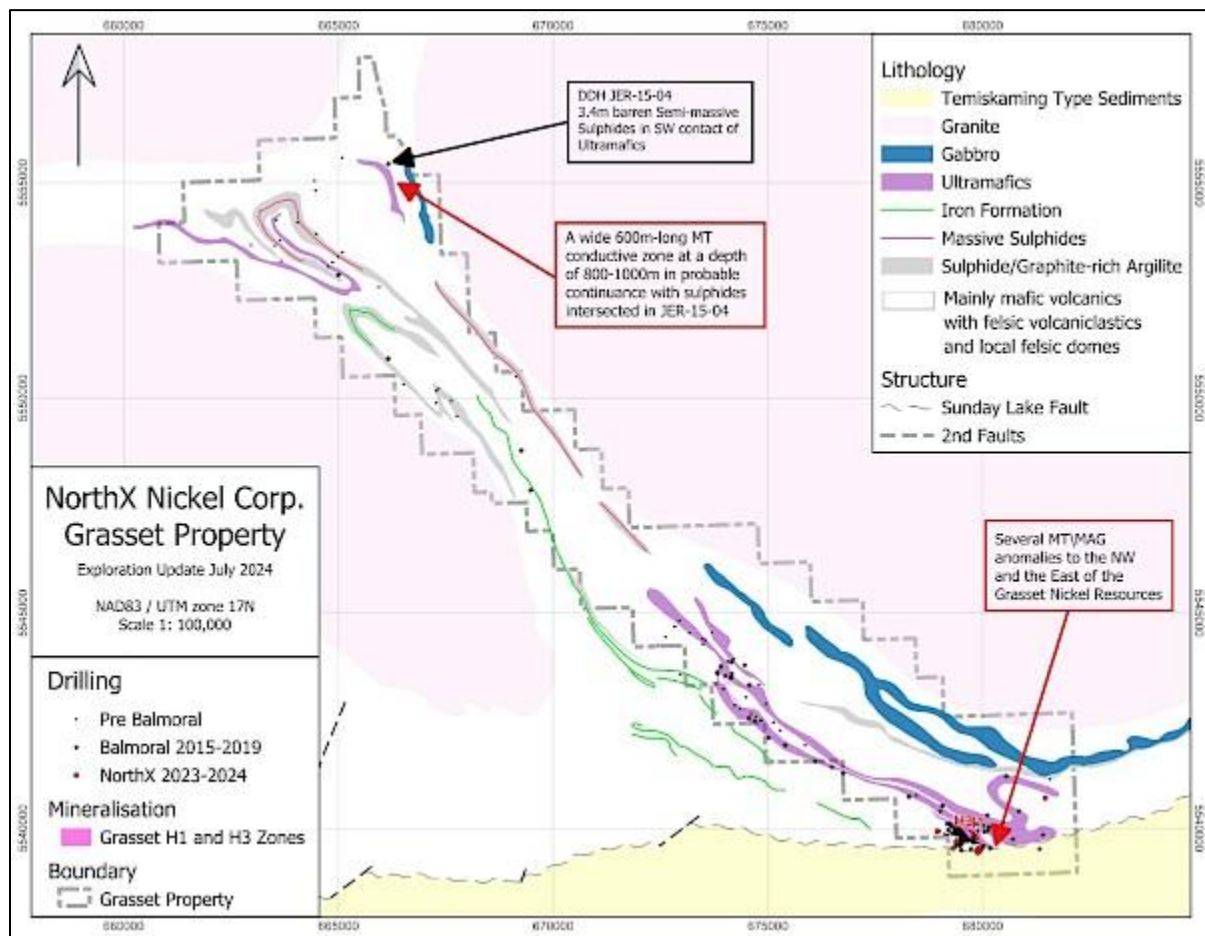 660000
665000
670000
675000
680000
DDH JER-15-04
3.4m barren Semi-massive
Sulphides in SW contact of
Ultramafics
Lithology
Temiskaming Type Sediments
Granite
Gabbro
Ultramafics
Iron Formation
Massive Sulphides
Sulphide/Graphite-rich Argilite
Mainly mafic volcanics
with felsic volcaniclastics
and local felsic domes
Structure
Sunday Lake Fault
2nd Faults
5555000
5555000
A wide 600m-long MT
conductive zone at a depth
of 800-1000m in probable
continuance with sulphides
intersected in JER-15-04
5550000
5550000
NorthX Nickel Corp.
Grasset Property
Exploration Update July 2024
NAD83 / UTM zone 17N
Scale 1: 100,000
Several MT\MAG
anomalies to the NW
and the East of the
Grasset Nickel Resources
5545000
5545000
Drilling
Pre Balmoral
Balmoral 2015-2019
NorthX 2023-2024
Mineralisation
Grasset H1 and H3 Zones
Boundary
Grasset Property
5540000
5540000
660000
665000
670000
675000
680000